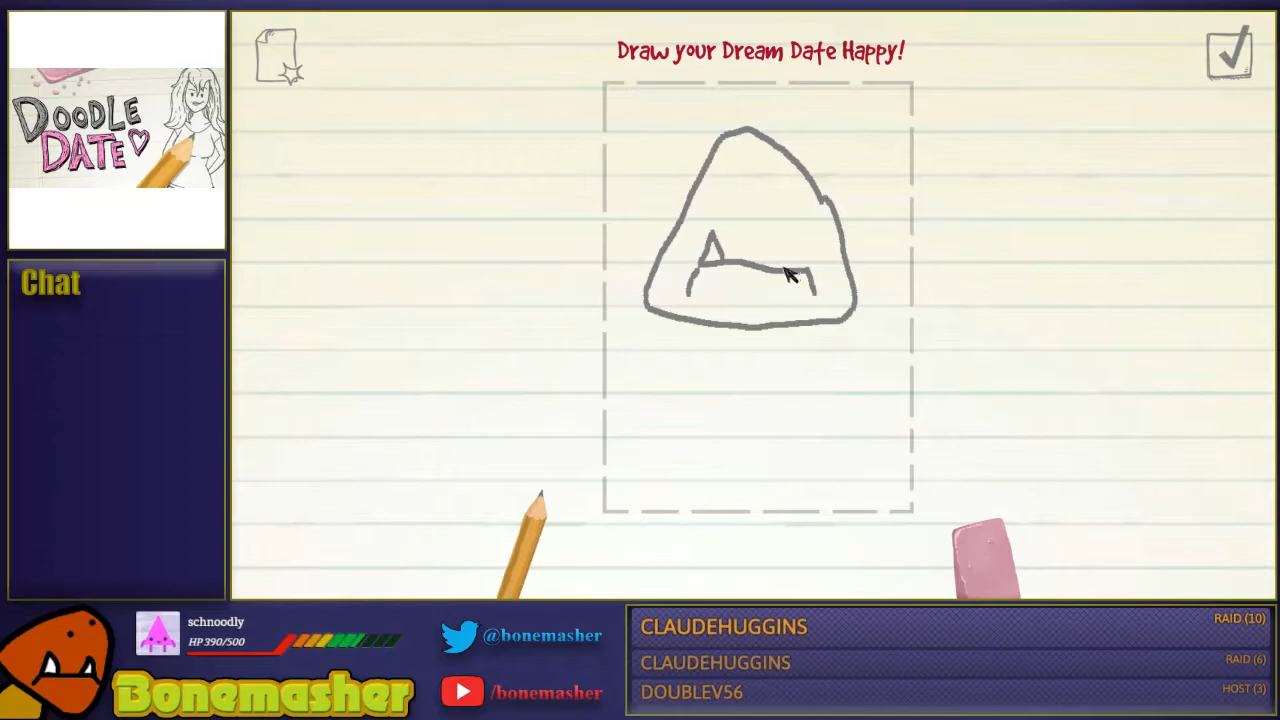 Draw your Dream Date Happy!
DOODLE
DATE
Chat
schnoodly
HP 390/500
Bonemasher
@bonemasher
/bonemasher
CLAUDEHUGGINS RAID (10)
CLAUDEHUGGINS RAID (6)
DOUBLEV56 HOST (3)